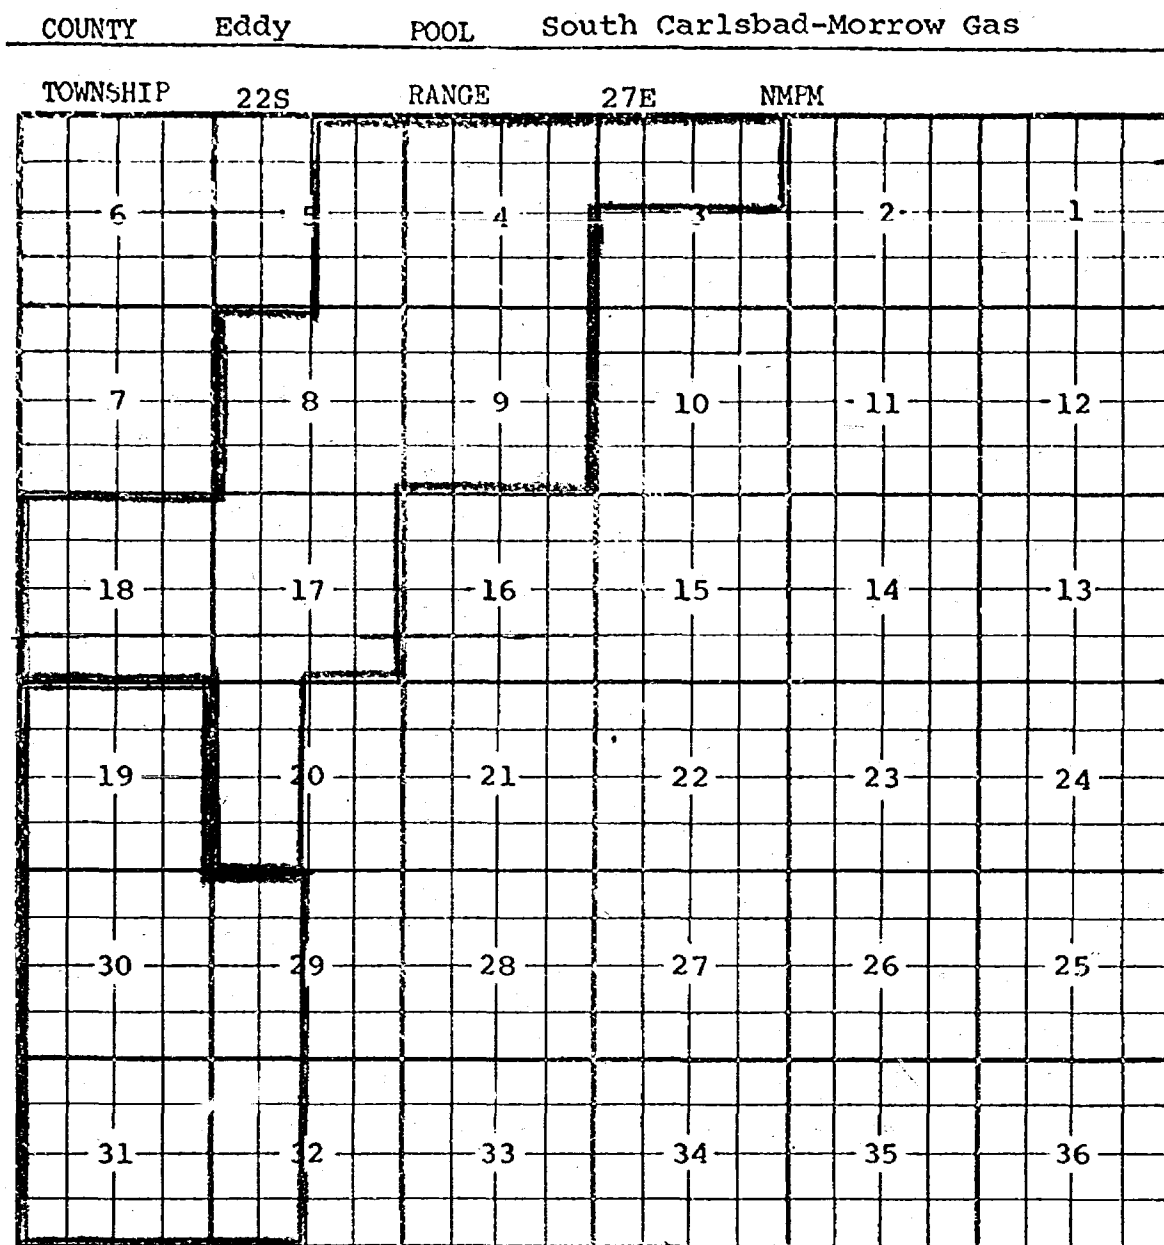 COUNTY Eddy POOL South Carlsbad-Morrow Gas
TOWNSHIP 22S RANGE 27E NMPM
6 5 4 3 2 1
7 8 9 10 11 12
18 17 16 15 14 13
19 20 21 22 23 24
30 29 28 27 26 25
31 32 33 34 35 36